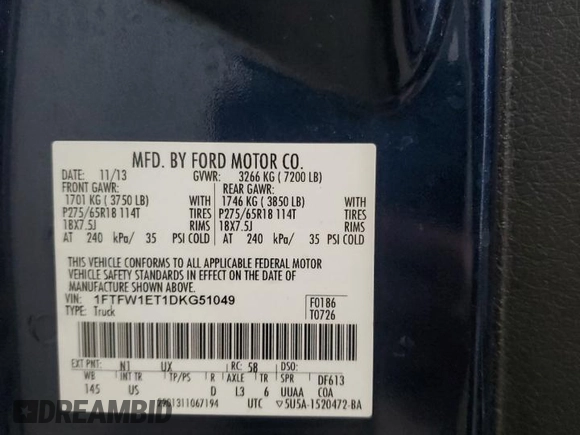 MFD. BY FORD MOTOR CO.
DATE: 11/13 GVWR: 3266 KG ( 7200 LB)
FRONT GAWR: REAR GAWR:
1701 KG ( 3750 LB) 1746 KG ( 3850 LB)
P275/65R18 114T TIRES P275/65R18 114T TIRES
18X7.5J RIMS 18X7.5J RIMS
AT 240 kPa/ 35 PSI COLD AT 240 kPa/ 35 PSI COLD
THIS VEHICLE CONFORMS TO ALL APPLICABLE FEDERAL MOTOR
VEHICLE SAFETY STANDARDS IN EFFECT ON THE DATE OF
MANUFACTURE SHOWN ABOVE.
VIN: 1FTFW1ET1DKG51049 F0186
TYPE: Truck T0726
EXT PNT: N1 UX RC: 58 DSO:
WB INT TR TP/PS R AXLE TR SPR DF613
145 US D L3 6 UUAA COA
UTC ▽5U5A-1520472-BA
DREAMBID
dreambid.com